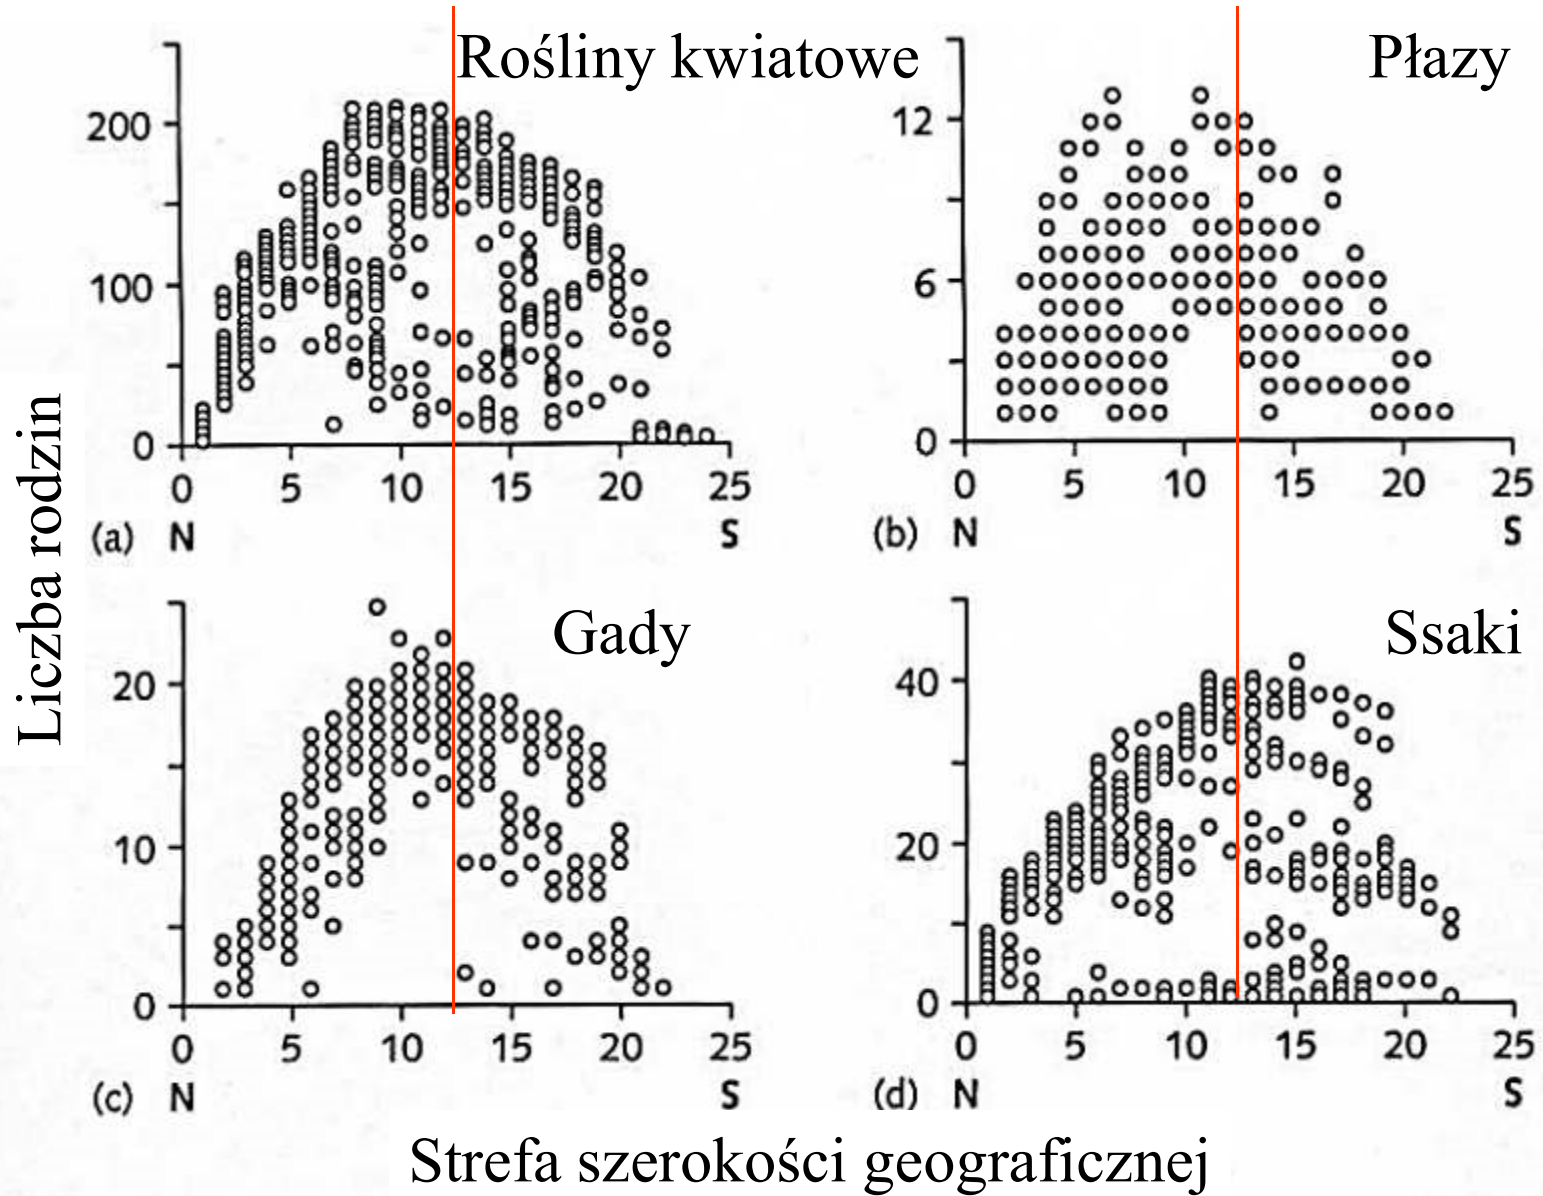 Rośliny kwiatowe
200
100
0
0 5 10 15 20 25
(a) N S
Płazy
12
6
0
0 5 10 15 20 25
(b) N S
Liczba rodzin
Gady
20
10
0
0 5 10 15 20 25
(c) N S
Ssaki
40
20
0
0 5 10 15 20 25
(d) N S
Strefa szerokości geograficznej